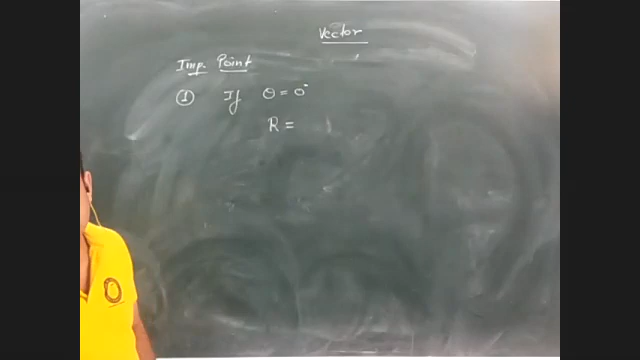 Vector
Imp. Point
① If θ = 0°
R =